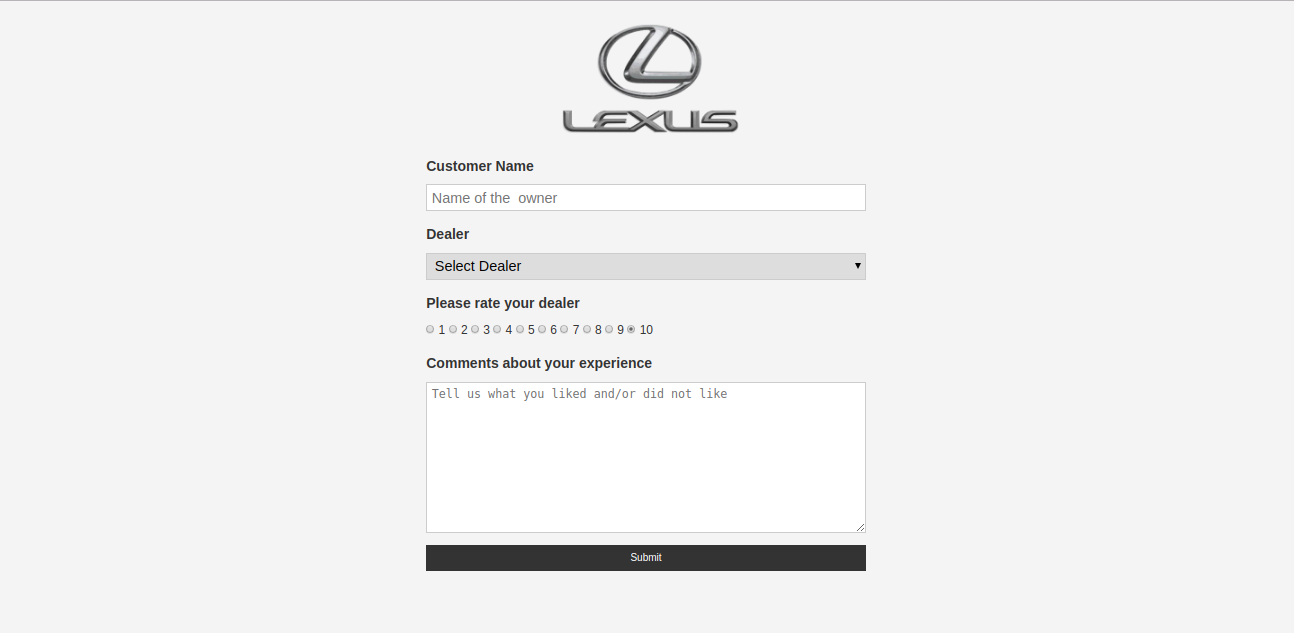 LEXUS
Customer Name
Name of the  owner
Dealer
Select Dealer
Please rate your dealer
1 2 3 4 5 6 7 8 9 10
Comments about your experience
Tell us what you liked and/or did not like
Submit